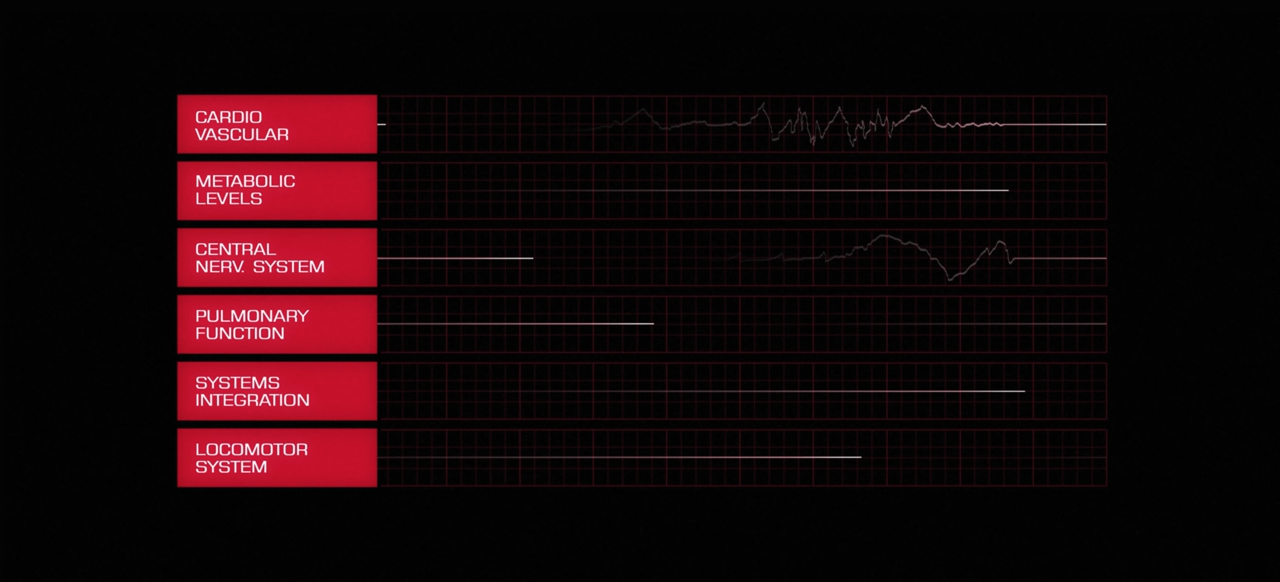 CARDIO
VASCULAR
METABOLIC
LEVELS
CENTRAL
NERV. SYSTEM
PULMONARY
FUNCTION
SYSTEMS
INTEGRATION
LOCOMOTOR
SYSTEM